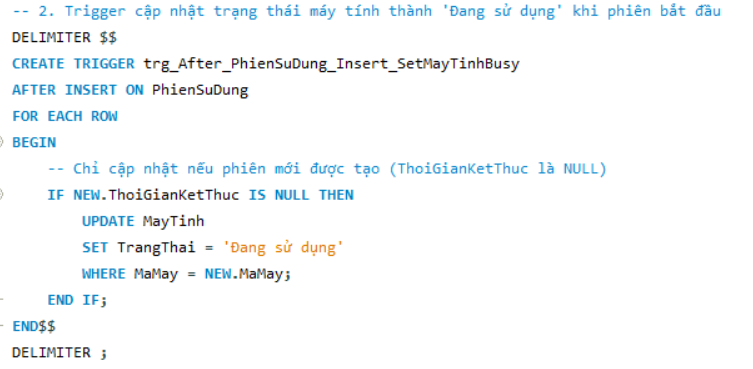 -- 2. Trigger cập nhật trạng thái máy tính thành 'Đang sử dụng' khi phiên bắt đầu
DELIMITER $$
CREATE TRIGGER trg_After_PhienSuDung_Insert_SetMayTinhBusy
AFTER INSERT ON PhienSuDung
FOR EACH ROW
BEGIN
    -- Chỉ cập nhật nếu phiên mới được tạo (ThoiGianKetThuc là NULL)
    IF NEW.ThoiGianKetThuc IS NULL THEN
        UPDATE MayTinh
        SET TrangThai = 'Đang sử dụng'
        WHERE MaMay = NEW.MaMay;
    END IF;
END$$
DELIMITER ;